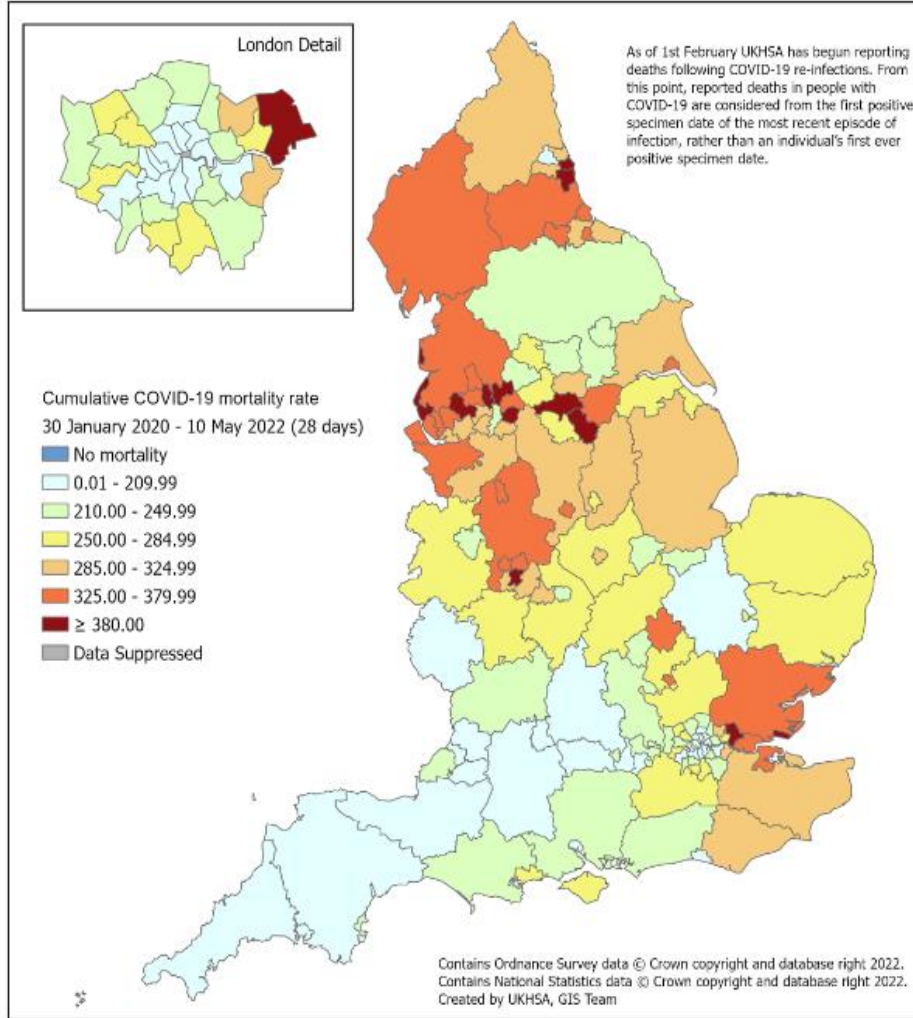 London Detail
As of 1st February UKHSA has begun reporting
deaths following COVID-19 re-infections. From
this point, reported deaths in people with
COVID-19 are considered from the first positive
specimen date of the most recent episode of
infection, rather than an individual's first ever
positive specimen date.
Cumulative COVID-19 mortality rate
30 January 2020 - 10 May 2022 (28 days)
No mortality
0.01 - 209.99
210.00 - 249.99
250.00 - 284.99
285.00 - 324.99
325.00 - 379.99
≥ 380.00
Data Suppressed
Contains Ordnance Survey data © Crown copyright and database right 2022.
Contains National Statistics data © Crown copyright and database right 2022.
Created by UKHSA, GIS Team